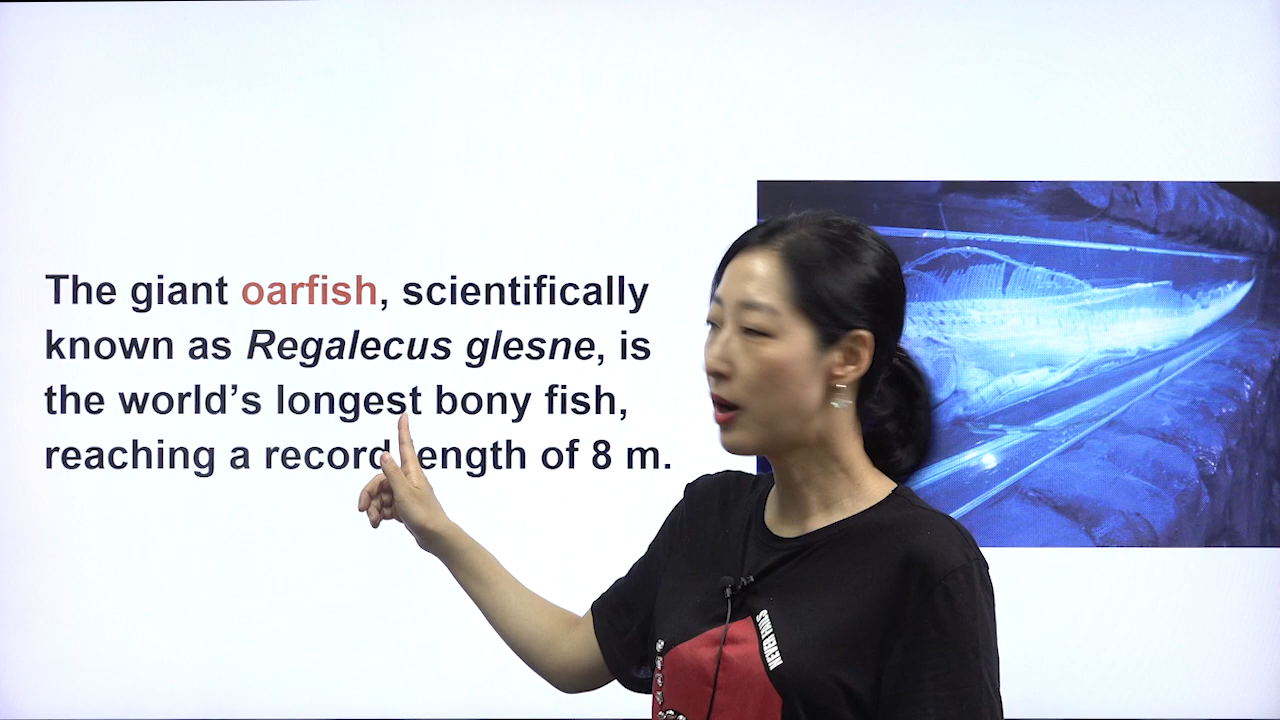 The giant oarfish, scientifically
known as Regalecus glesne, is
the world’s longest bony fish,
reaching a record length of 8 m.